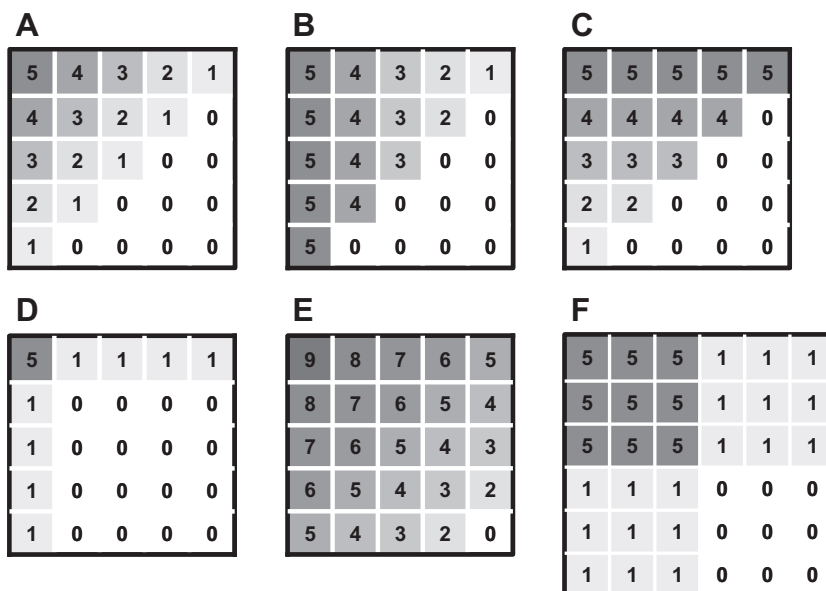 A B C
5 4 3 2 1 5 4 3 2 1 5 5 5 5 5
4 3 2 1 0 5 4 3 2 0 4 4 4 4 0
3 2 1 0 0 5 4 3 0 0 3 3 3 0 0
2 1 0 0 0 5 4 0 0 0 2 2 0 0 0
1 0 0 0 0 5 0 0 0 0 1 0 0 0 0
D E F
5 1 1 1 1 9 8 7 6 5 5 5 5 1 1 1
1 0 0 0 0 8 7 6 5 4 5 5 5 1 1 1
1 0 0 0 0 7 6 5 4 3 5 5 5 1 1 1
1 0 0 0 0 6 5 4 3 2 1 1 1 0 0 0
1 0 0 0 0 5 4 3 2 0 1 1 1 0 0 0
1 1 1 0 0 0